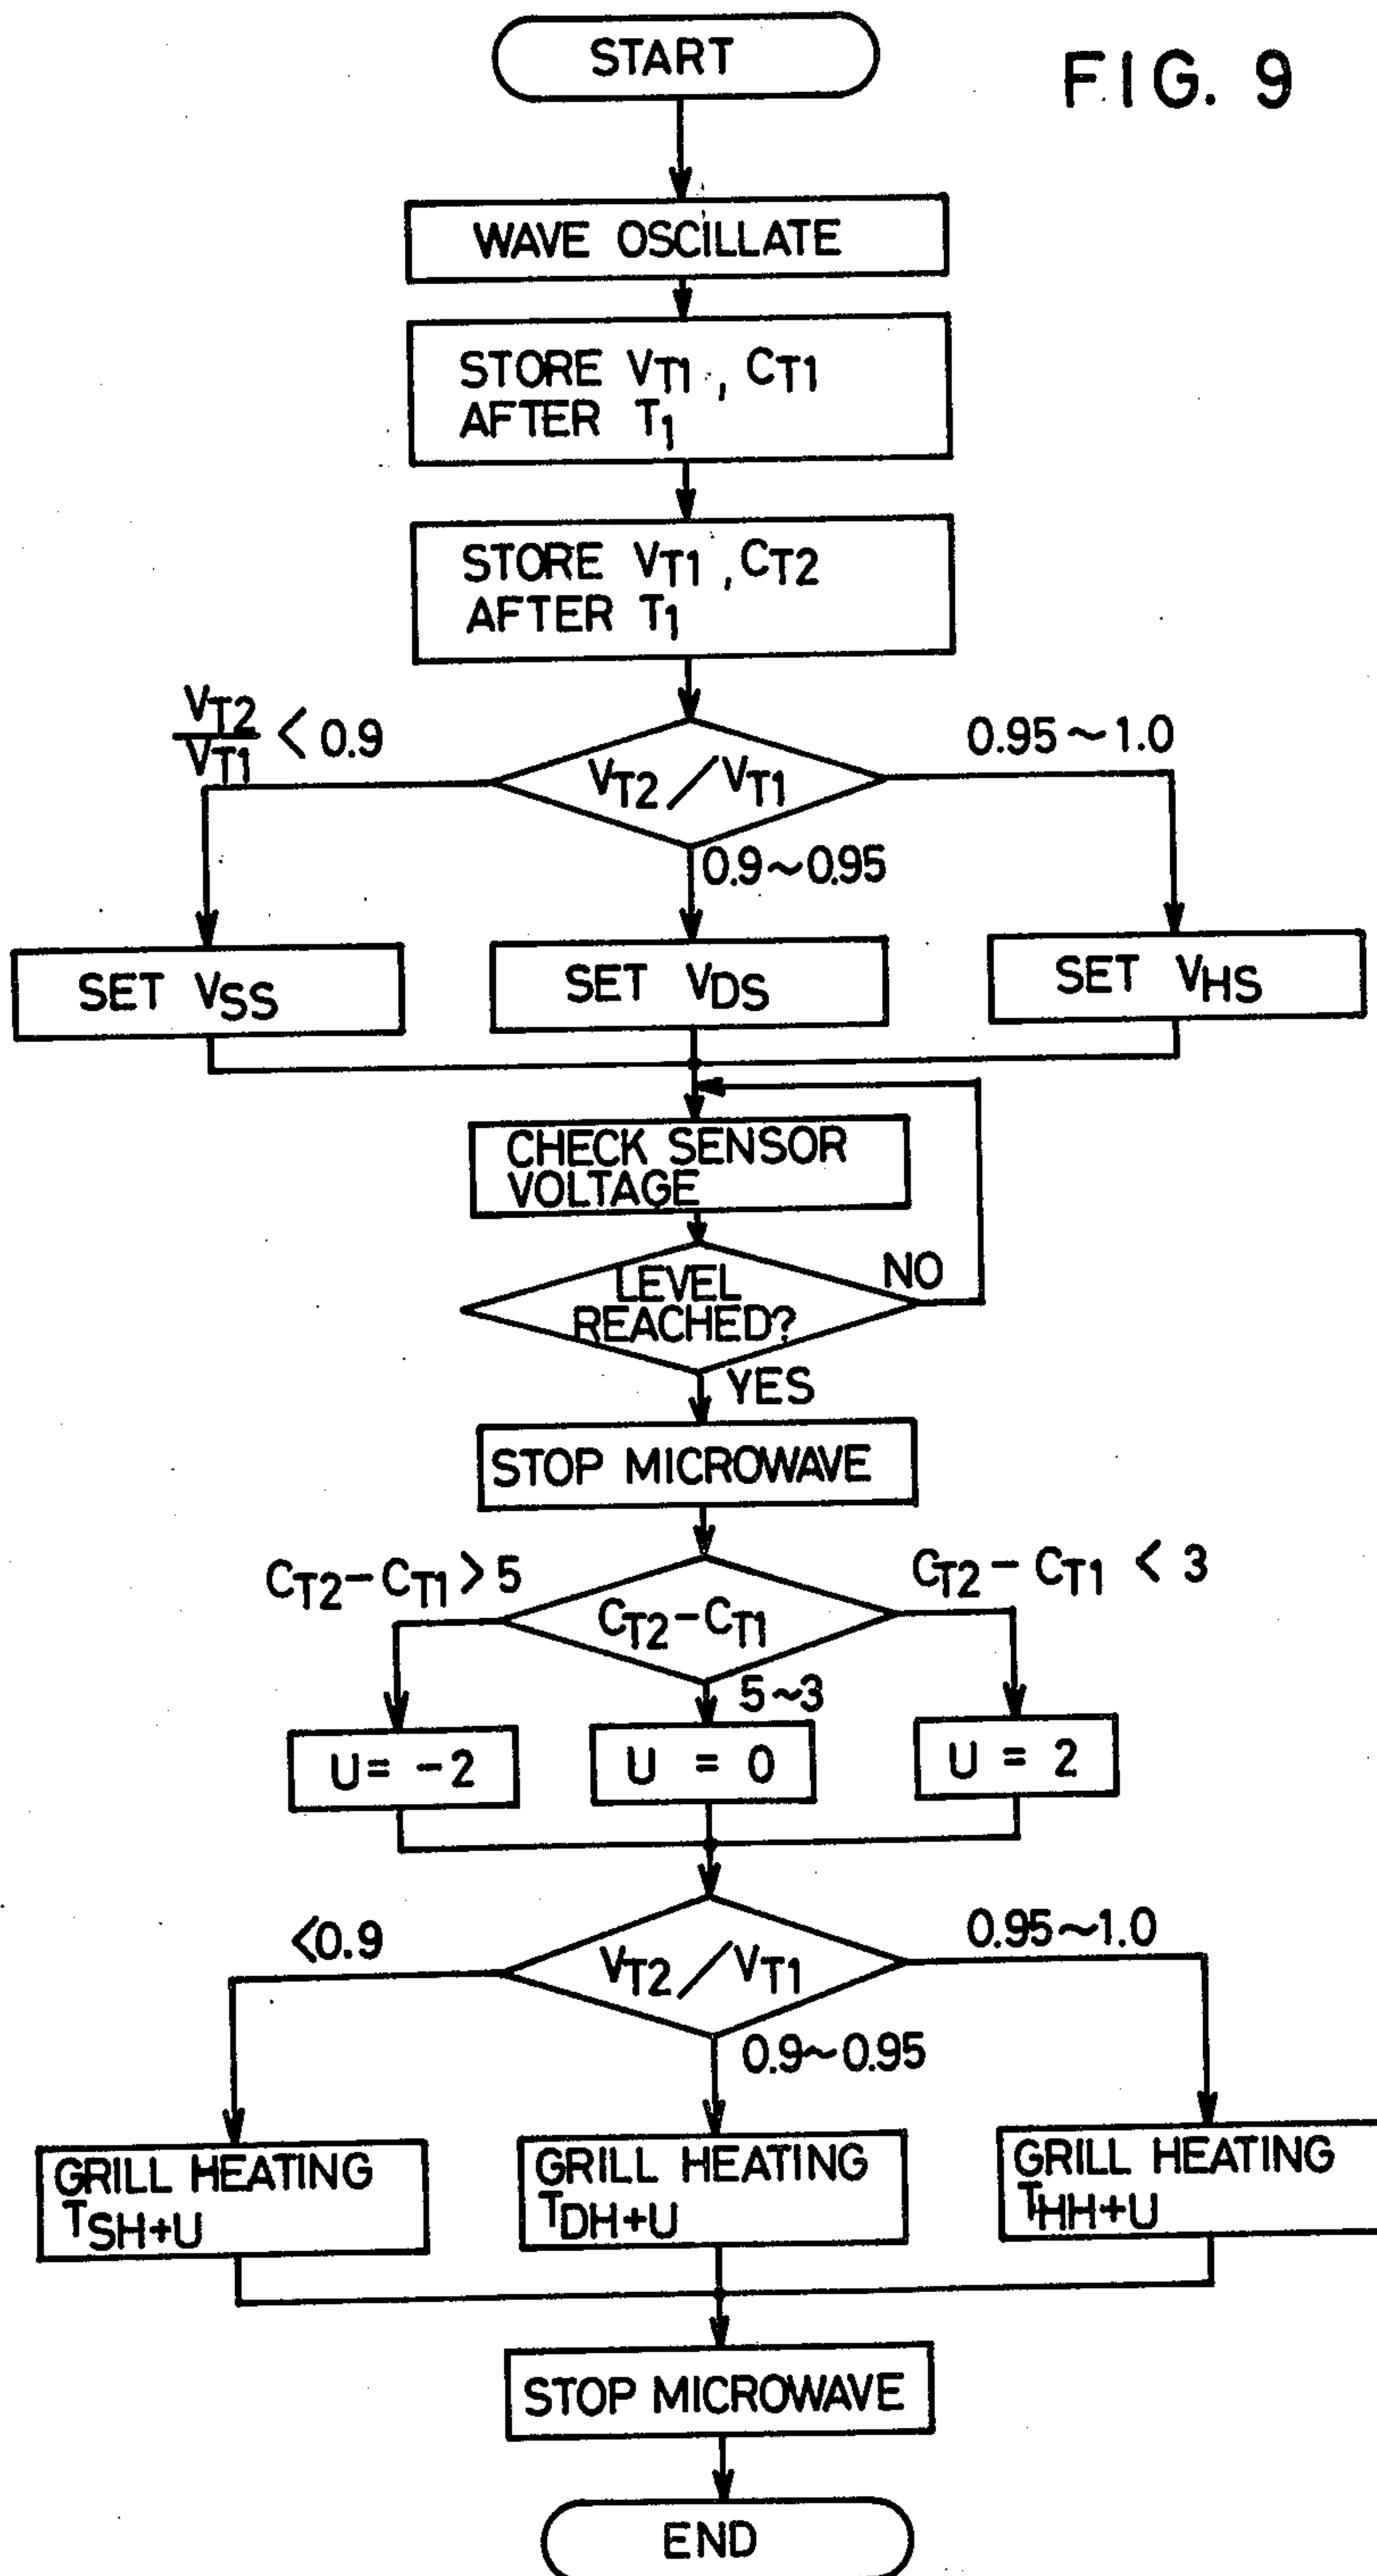 START
FIG. 9
WAVE OSCILLATE
STORE VT1, CT1
AFTER T1
STORE VT1, CT2
AFTER T1
VT2
VT1 < 0.9
0.95~1.0
VT2/VT1
0.9~0.95
SET VSS
SET VDS
SET VHS
CHECK SENSOR
VOLTAGE
LEVEL
REACHED?
NO
YES
STOP MICROWAVE
CT2-CT1>5
CT2-CT1 < 3
CT2-CT1
5~3
U= -2
U = 0
U = 2
<0.9
0.95~1.0
VT2/VT1
0.9~0.95
GRILL HEATING
TSH+U
GRILL HEATING
TDH+U
GRILL HEATING
THH+U
STOP MICROWAVE
END